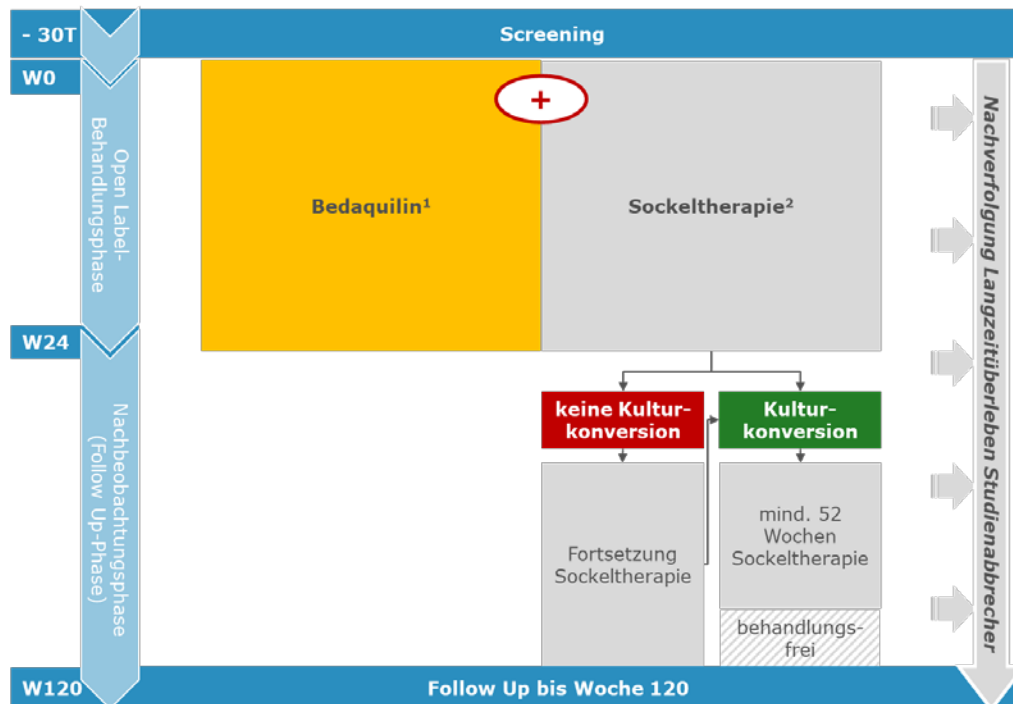 - 30T
Screening
W0
Open Label-
Behandlungsphase
+
Bedaquilin¹
Sockeltherapie²
W24
Nachbeobachtungsphase
(Follow Up-Phase)
keine Kultur-
konversion
Kultur-
konversion
Fortsetzung
Sockeltherapie
mind. 52
Wochen
Sockeltherapie
behandlungs-
frei
Nachverfolgung Langzeitüberleben Studienabbrecher
W120
Follow Up bis Woche 120